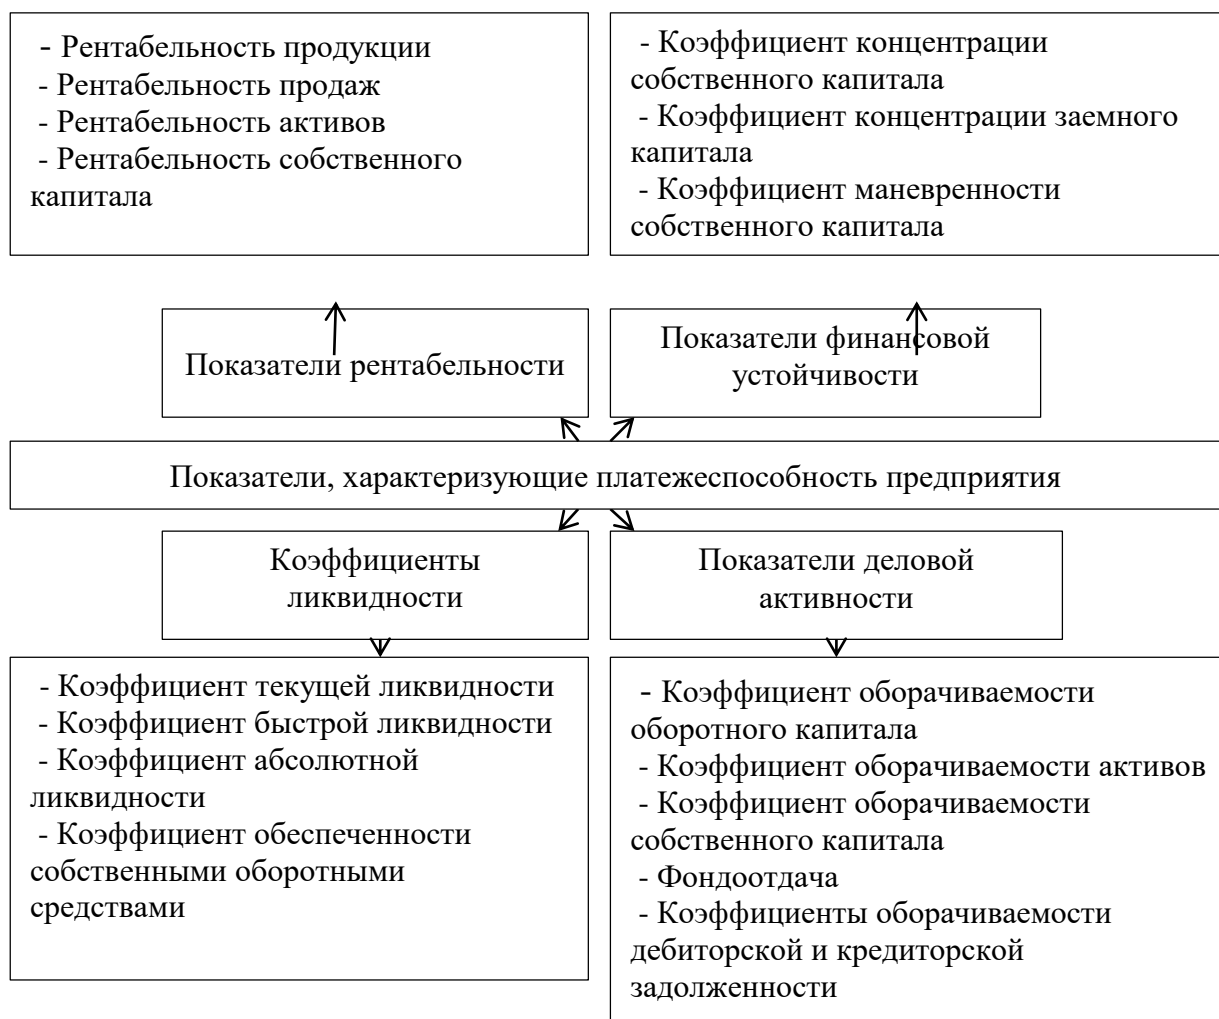 - Рентабельность продукции
- Рентабельность продаж
- Рентабельность активов
- Рентабельность собственного
капитала
- Коэффициент концентрации
собственного капитала
- Коэффициент концентрации заемного
капитала
- Коэффициент маневренности
собственного капитала
Показатели рентабельности
Показатели финансовой
устойчивости
Показатели, характеризующие платежеспособность предприятия
Коэффициенты
ликвидности
Показатели деловой
активности
- Коэффициент текущей ликвидности
- Коэффициент быстрой ликвидности
- Коэффициент абсолютной
ликвидности
- Коэффициент обеспеченности
собственными оборотными
средствами
- Коэффициент оборачиваемости
оборотного капитала
- Коэффициент оборачиваемости активов
- Коэффициент оборачиваемости
собственного капитала
- Фондоотдача
- Коэффициенты оборачиваемости
дебиторской и кредиторской
задолженности